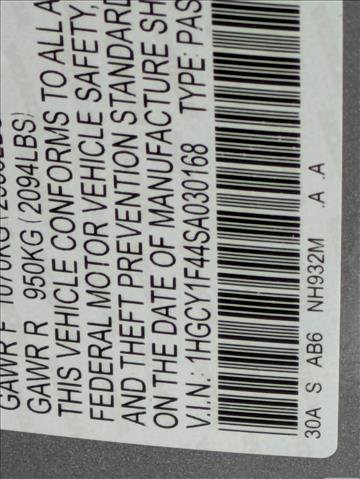 GAWR F 1070KG
GAWR R 950KG (2094LBS)
THIS VEHICLE CONFORMS TO ALL A
FEDERAL MOTOR VEHICLE SAFETY,
AND THEFT PREVENTION STANDARD
ON THE DATE OF MANUFACTURE SH
V.I.N.: 1HGCY1F44SA030168 TYPE: PAS
30A S AB6 NH932M .A .A